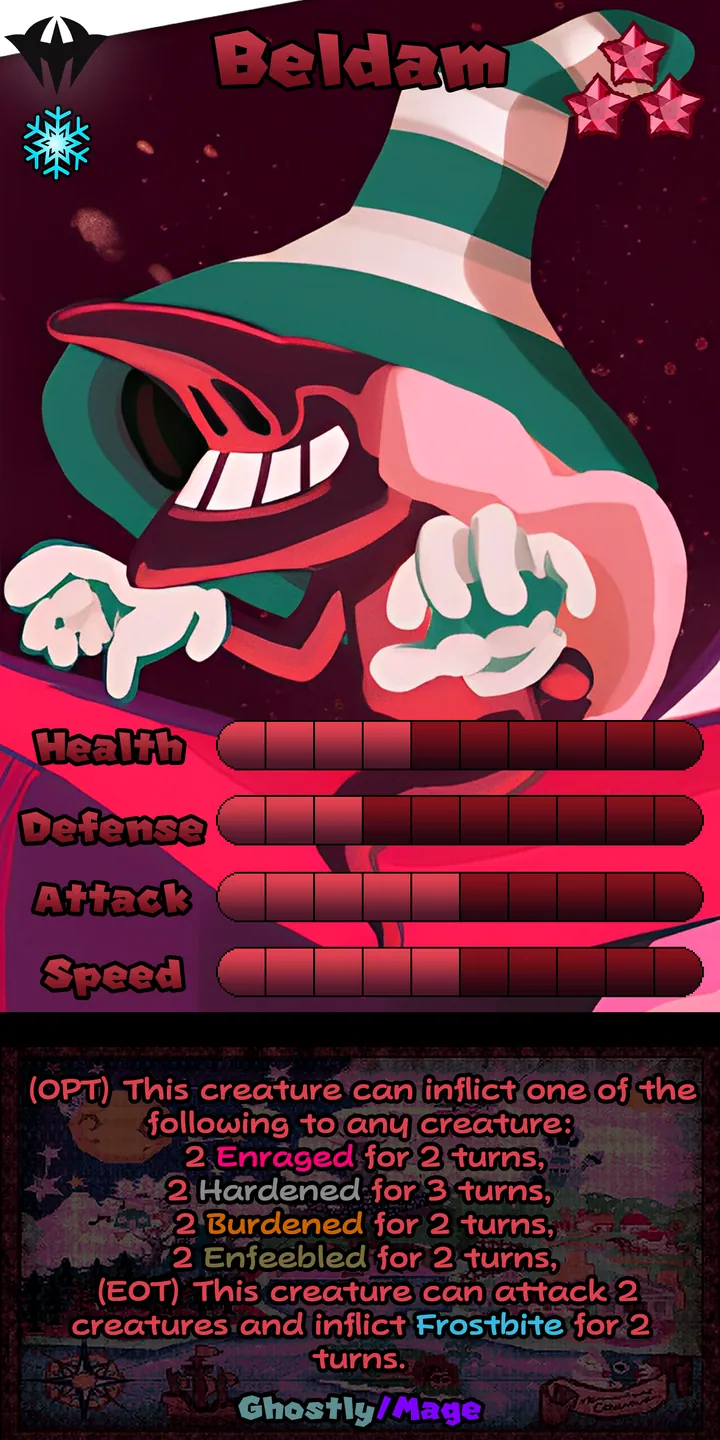 Beldam
Health
Defense
Attack
Speed
(OPT) This creature can inflict one of the
following to any creature:
2 Enraged for 2 turns,
2 Hardened for 3 turns,
2 Burdened for 2 turns,
2 Enfeebled for 2 turns,
(EOT) This creature can attack 2
creatures and inflict Frostbite for 2
turns.
Ghostly/Mage